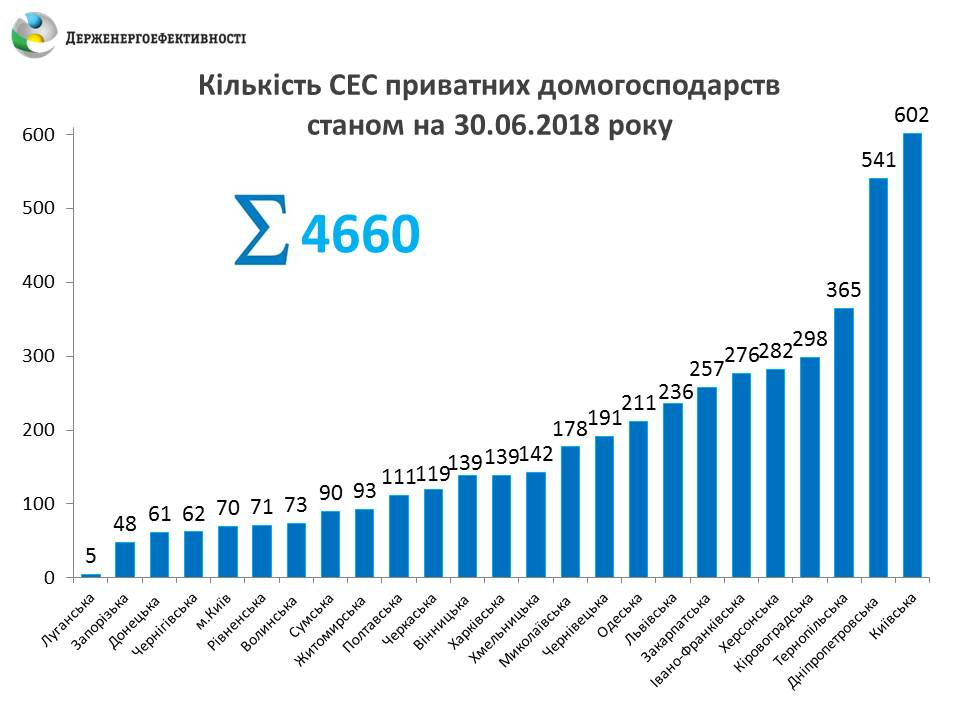 ДЕРЖЕНЕРГОЕФЕКТИВНОСТІ
Кількість СЕС приватних домогосподарств
станом на 30.06.2018 року
∑ 4660
600
500
400
300
200
100
0
5
48
61
62
70
71
73
90
93
111
119
139
139
142
178
191
211
236
257
276
282
298
365
541
602
Луганська
Запорізька
Донецька
Чернігівська
м.Київ
Рівненська
Волинська
Сумська
Житомирська
Полтавська
Черкаська
Вінницька
Харківська
Хмельницька
Миколаївська
Чернівецька
Одеська
Львівська
Закарпатська
Івано-Франківська
Херсонська
Кіровоградська
Тернопільська
Дніпропетровська
Київська